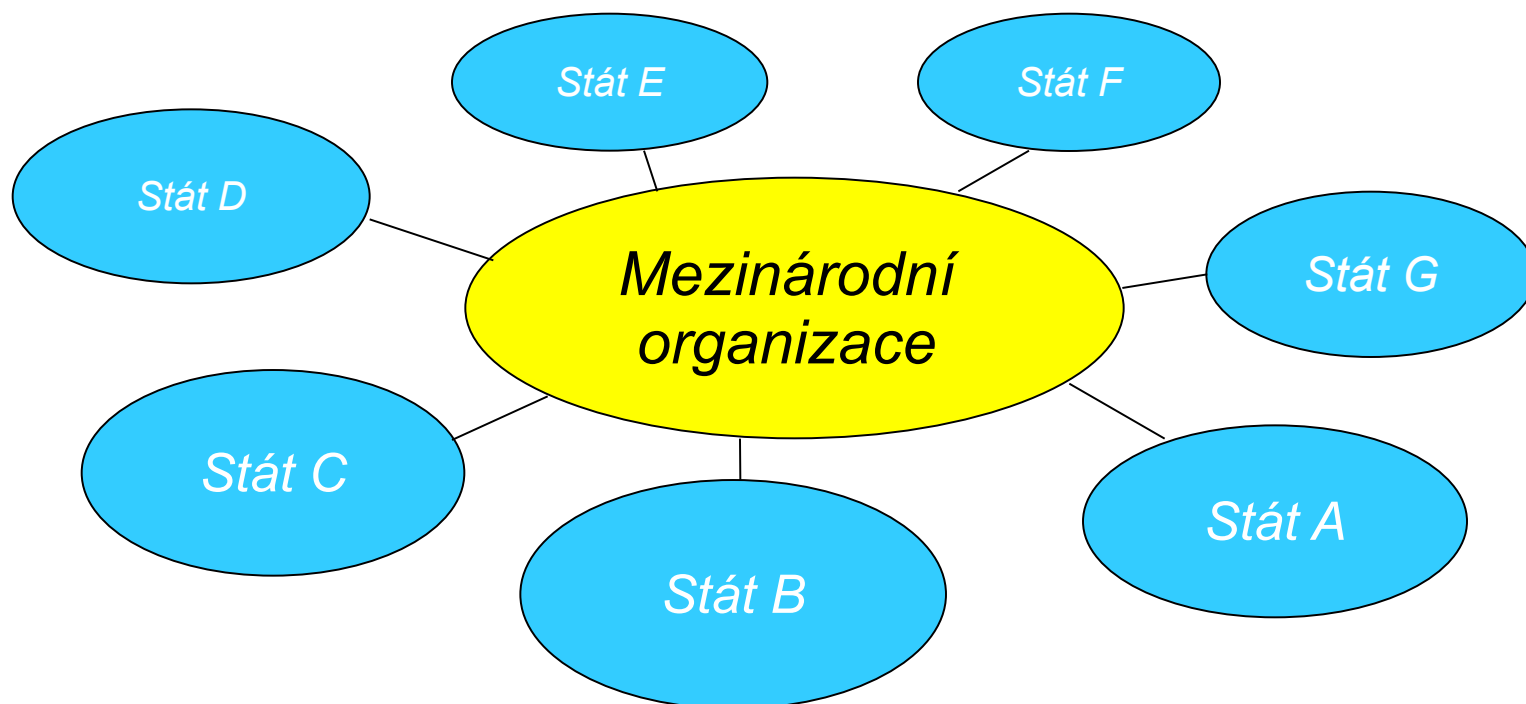 Stát E
Stát F
Stát D
Mezinárodní
organizace
Stát G
Stát C
Stát A
Stát B